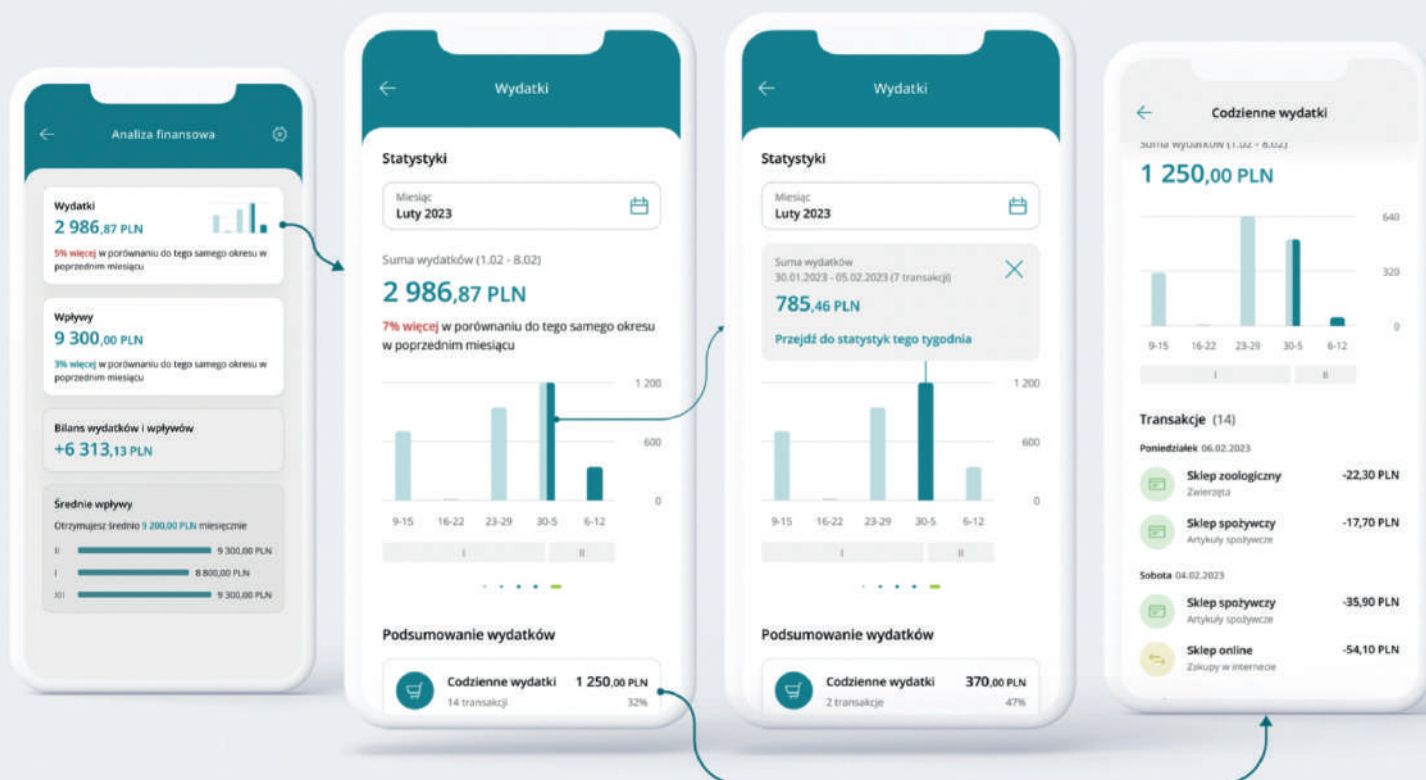 Analiza finansowa
Wydatki
2 986,87 PLN
5% więcej w porównaniu do tego samego okresu w
poprzednim miesiącu
Wpływy
9 300,00 PLN
3% więcej w porównaniu do tego samego okresu w
poprzednim miesiącu
Bilans wydatków i wpływów
+6 313,13 PLN
Średnie wpływy
Otrzymujesz średnio 9 200,00 PLN miesięcznie
II 9 300,00 PLN
I 8 800,00 PLN
XII 9 300,00 PLN
Wydatki
Statystyki
Miesiąc
Luty 2023
Suma wydatków (1.02 - 8.02)
2 986,87 PLN
7% więcej w porównaniu do tego samego okresu
w poprzednim miesiącu
1 200
600
0
9-15 16-22 23-29 30-5 6-12
I II
Podsumowanie wydatków
Codzienne wydatki 1 250,00 PLN
14 transakcji 32%
Wydatki
Statystyki
Miesiąc
Luty 2023
Suma wydatków
30.01.2023 - 05.02.2023 (7 transakcji)
785,46 PLN
Przejdź do statystyk tego tygodnia
1 200
600
0
9-15 16-22 23-29 30-5 6-12
I II
Podsumowanie wydatków
Codzienne wydatki 370,00 PLN
2 transakcje 47%
Codzienne wydatki
Suma wydatków (1.02 - 8.02)
1 250,00 PLN
640
320
0
9-15 16-22 23-29 30-5 6-12
I II
Transakcje (14)
Poniedziałek 06.02.2023
Sklep zoologiczny -22,30 PLN
Zwierzęta
Sklep spożywczy -17,70 PLN
Artykuły spożywcze
Sobota 04.02.2023
Sklep spożywczy -35,90 PLN
Artykuły spożywcze
Sklep online -54,10 PLN
Zakupy w internecie